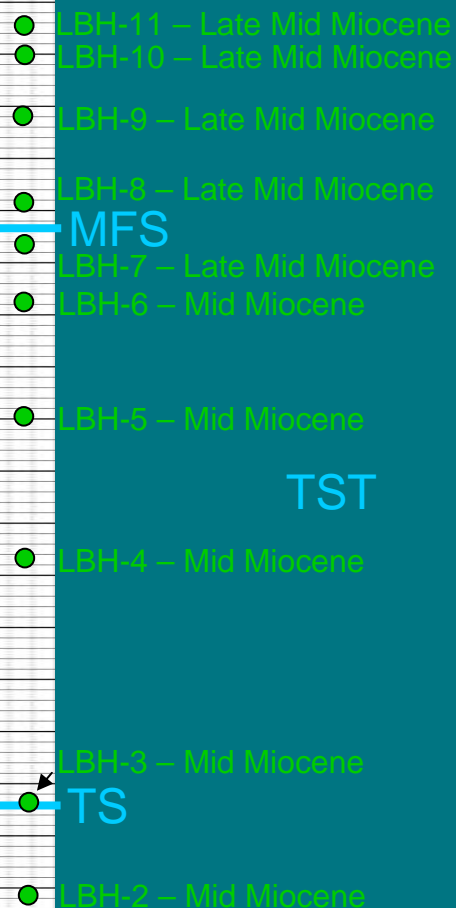 LBH-11 – Late Mid Miocene
LBH-10 – Late Mid Miocene
LBH-9 – Late Mid Miocene
LBH-8 – Late Mid Miocene
MFS
LBH-7 – Late Mid Miocene
LBH-6 – Mid Miocene
LBH-5 – Mid Miocene
TST
LBH-4 – Mid Miocene
LBH-3 – Mid Miocene
TS
LBH-2 – Mid Miocene